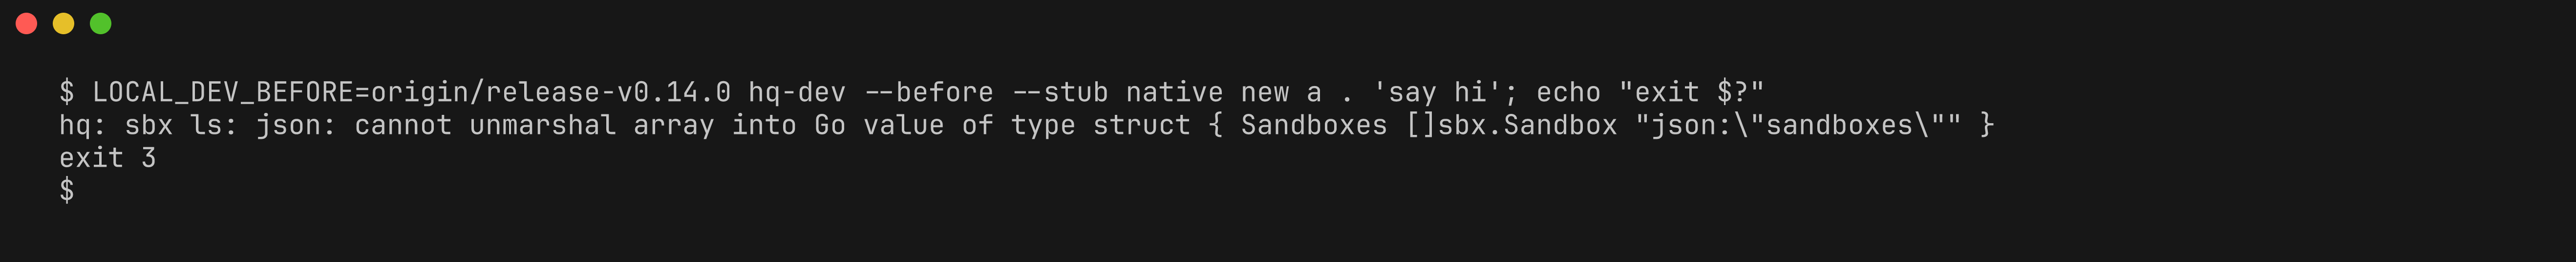 $ LOCAL_DEV_BEFORE=origin/release-v0.14.0 hq-dev --before --stub native new a . 'say hi'; echo "exit $?"
hq: sbx ls: json: cannot unmarshal array into Go value of type struct { Sandboxes []sbx.Sandbox "json:\"sandboxes\"" }
exit 3
$